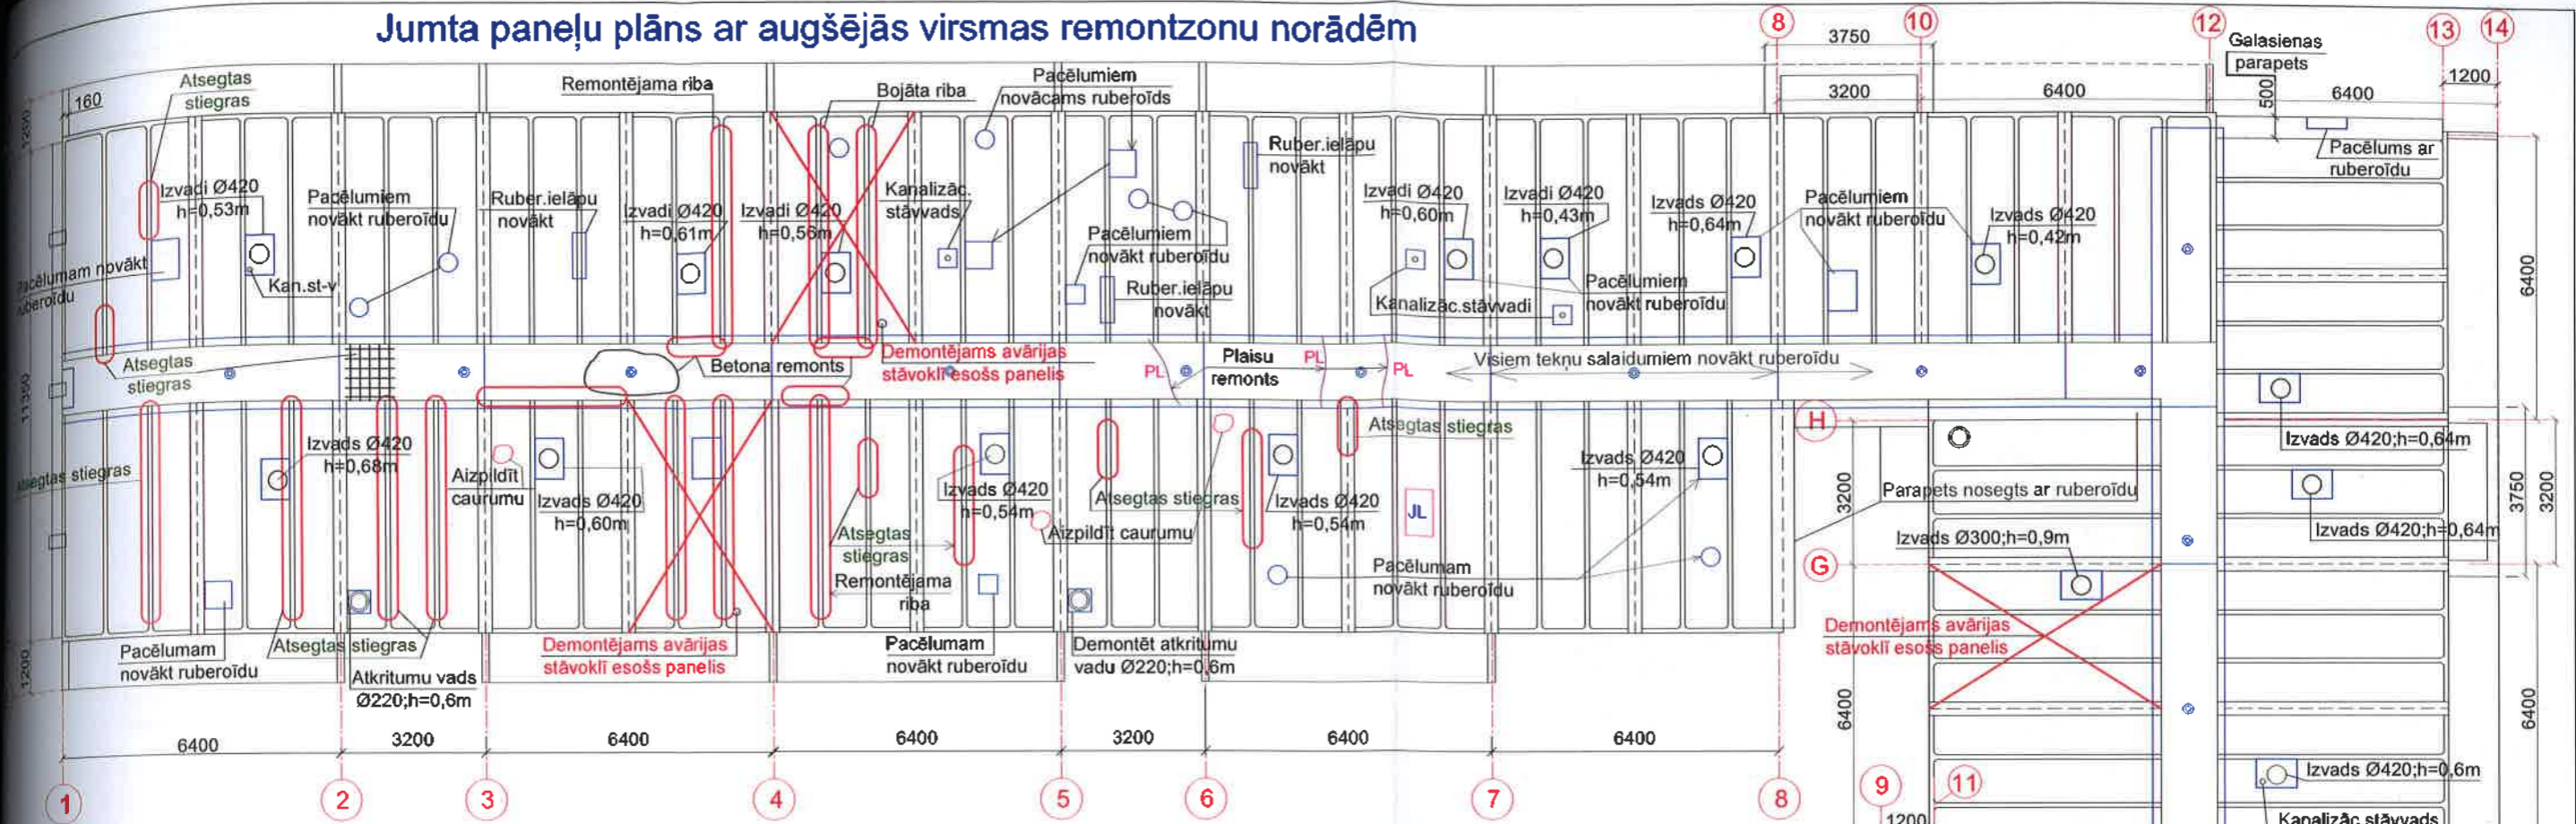 Jumta paneļu plāns ar augšējās virsmas remontzonu norādēm
8
10
12
13
14
3750
Galasienas
parapets
1200
3200
6400
500
6400
160
Atsegtas
stiegras
Remontējama riba
Bojāta riba
Pacēlumiem
novācams ruberoīds
1200
Ruber.ielāpu
novākt
Pacēlums ar
ruberoīdu
Izvadi Ø420
h=0,53m
Pacēlumiem
novākt ruberoīdu
Ruber.ielāpu
novākt
Izvadi Ø420
h=0,61m
Izvadi Ø420
h=0,56m
Kanalizāc.
stāvvads
Izvadi Ø420
h=0,60m
Izvadi Ø420
h=0,43m
Izvads Ø420
h=0,64m
Pacēlumiem
novākt ruberoīdu
Izvads Ø420
h=0,42m
Pacēlumam novākt
ruberoīdu
Kan.st-v
Pacēlumiem
novākt ruberoīdu
Ruber.ielāpu
novākt
Kanalizāc.stāvvadi
Pacēlumiem
novākt ruberoīdu
6400
Atsegtas
stiegras
Betona remonts
Demontējams avārijas
stāvoklī esošs panelis
PL
Plaisu
remonts
PL
PL
Visiem tekņu salaidumiem novākt ruberoīdu
11350
Atsegtas stiegras
Izvads Ø420
h=0,68m
Aizpildīt
caurumu
Izvads Ø420
h=0,60m
Atsegtas
stiegras
Remontējama
riba
Izvads Ø420
h=0,54m
Aizpildīt caurumu
Atsegtas stiegras
Izvads Ø420
h=0,54m
Atsegtas stiegras
JL
Izvads Ø420
h=0,54m
Pacēlumam
novākt ruberoīdu
H
3200
Parapets nosegts ar ruberoīdu
Izvads Ø420;h=0,64m
Izvads Ø420;h=0,64m
3750
3200
Izvads Ø300;h=0,9m
G
Demontējams avārijas
stāvoklī esošs panelis
1200
Pacēlumam
novākt ruberoīdu
Atsegtas stiegras
Atkritumu vads
Ø220;h=0,6m
Demontējams avārijas
stāvoklī esošs panelis
Pacēlumam
novākt ruberoīdu
Demontēt atkritumu
vadu Ø220;h=0,6m
6400
6400
6400
3200
6400
6400
3200
6400
6400
Izvads Ø420;h=0,6m
Kanalizāc.stāvvads
1
2
3
4
5
6
7
8
9
11
1200